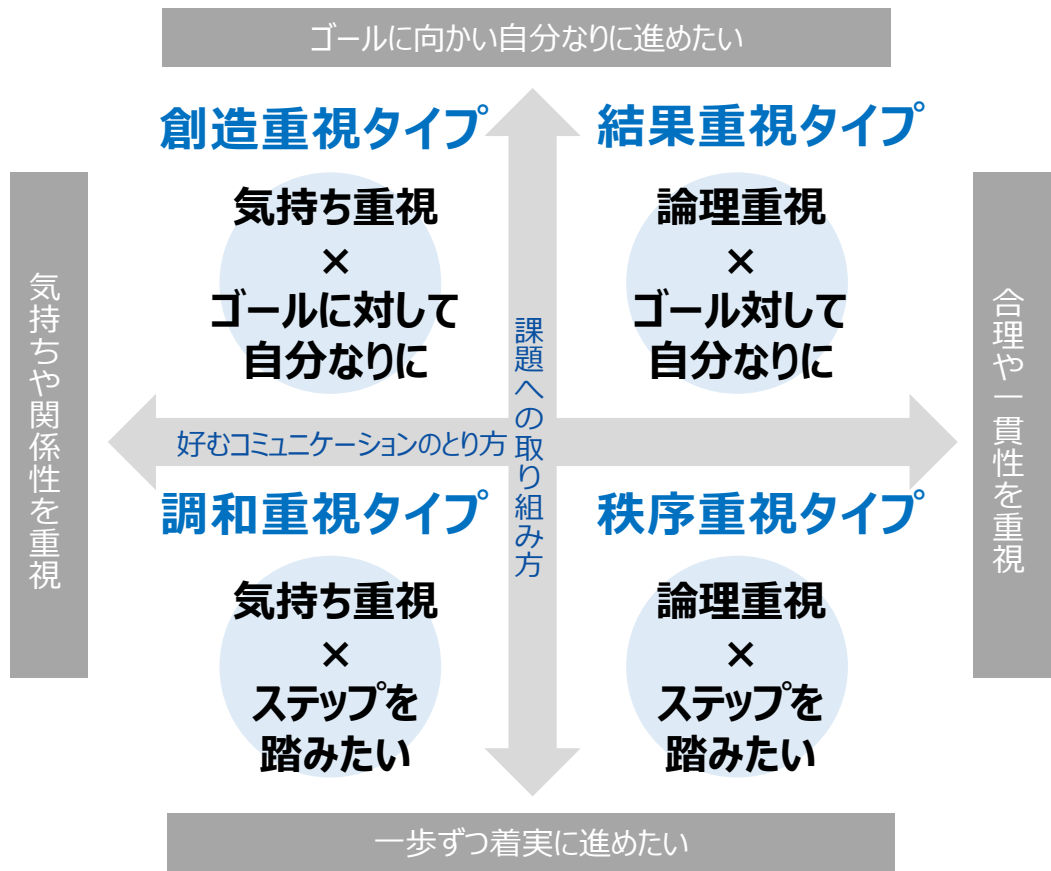 ゴールに向かい自分なりに進めたい
創造重視タイプ
結果重視タイプ
気持ち重視
×
ゴールに対して
自分なりに
論理重視
×
ゴール対して
自分なりに
気持ちや関係性を重視
合理や一貫性を重視
課題への取り組み方
好むコミュニケーションのとり方
調和重視タイプ
秩序重視タイプ
気持ち重視
×
ステップを
踏みたい
論理重視
×
ステップを
踏みたい
一歩ずつ着実に進めたい